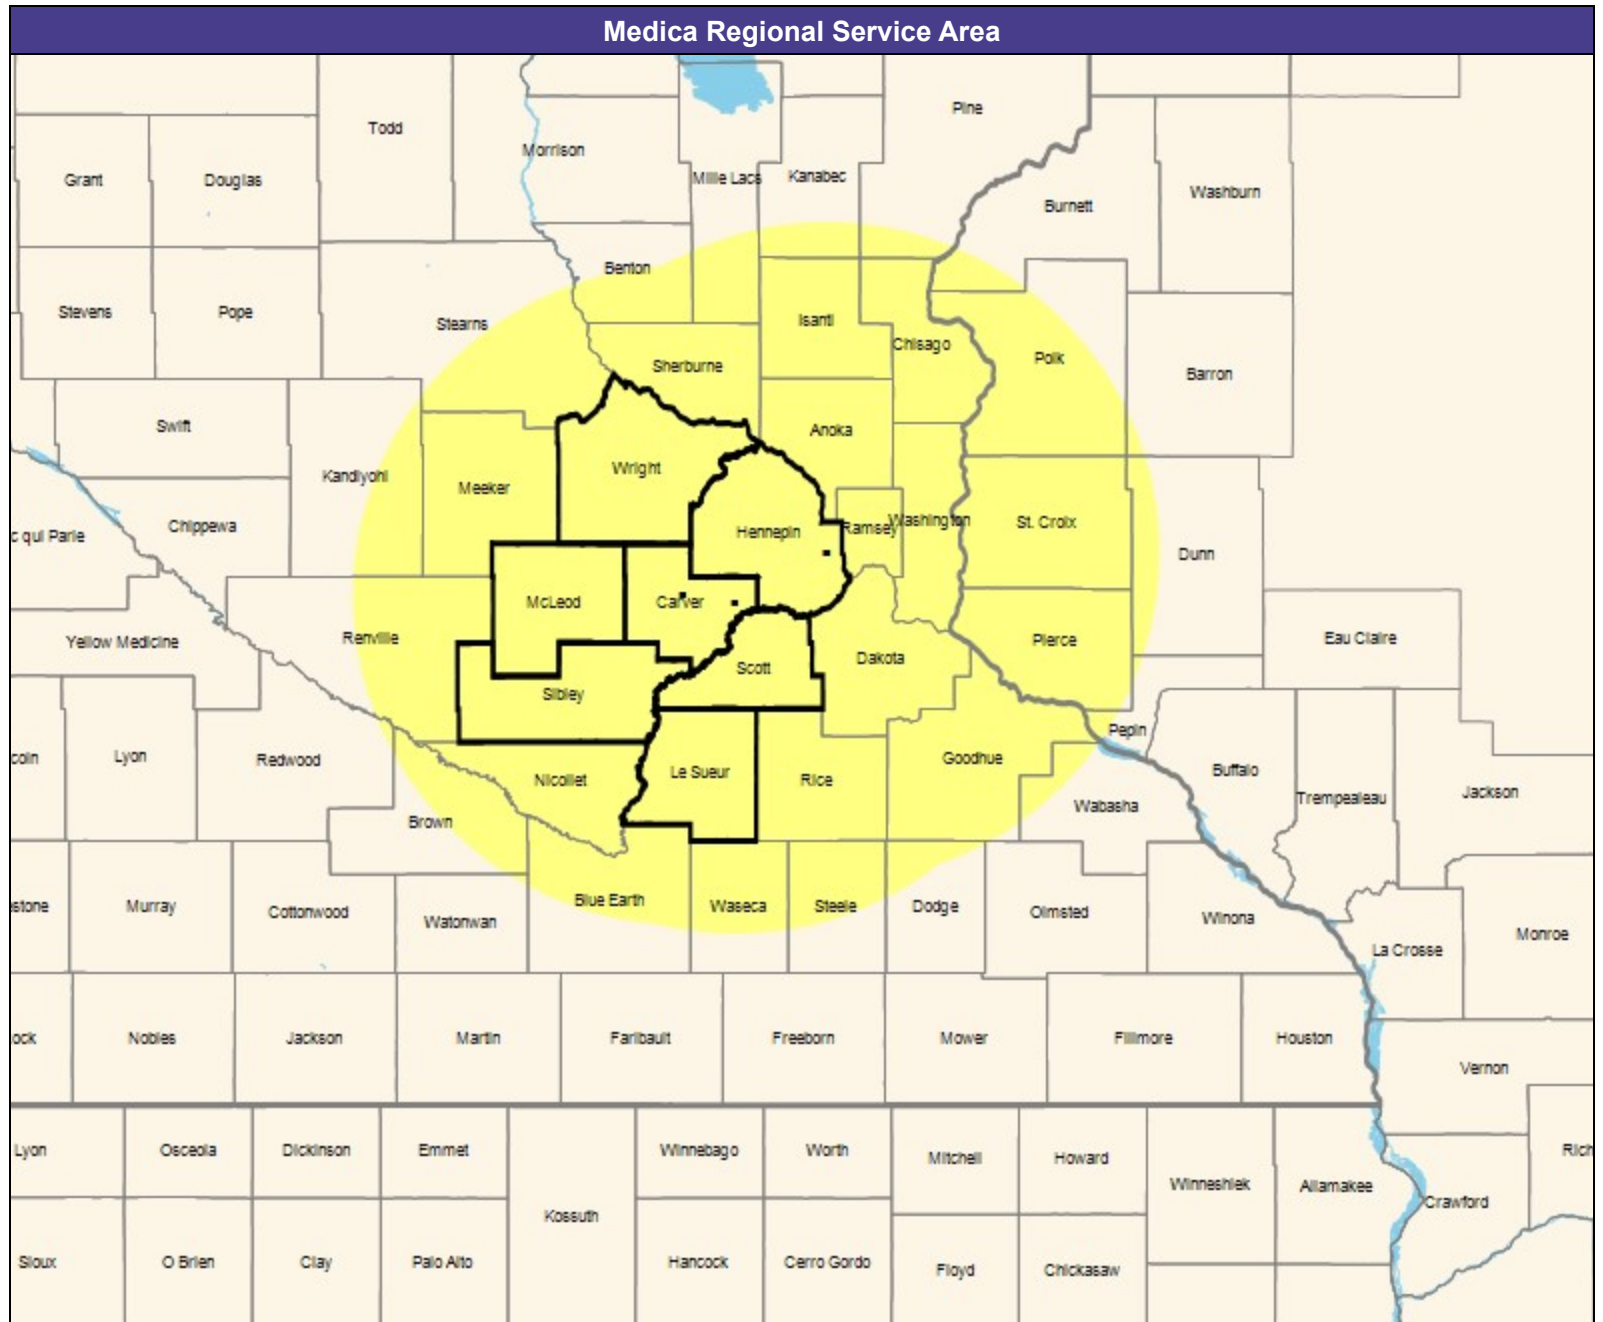 Medica Regional Service Area
Pine
Todd
Morrison
Mille Lacs
Kanabec
Grant
Douglas
Washburn
Burnett
Benton
Stevens
Pope
Stearns
Isanti
Chisago
Polk
Sherburne
Barron
Swift
Anoka
Wright
Kandiyohi
Meeker
Chippewa
Hennepin
Ramsey
Washington
St. Croix
c qui Parle
Dunn
McLeod
Carver
Renville
Yellow Medicine
Scott
Dakota
Pierce
Eau Claire
Sibley
Pepin
coln
Lyon
Redwood
Nicollet
Le Sueur
Rice
Goodhue
Buffalo
Trempealeau
Jackson
Wabasha
Brown
stone
Murray
Cottonwood
Watonwan
Blue Earth
Waseca
Steele
Dodge
Olmsted
Winona
La Crosse
Monroe
ock
Nobles
Jackson
Martin
Faribault
Freeborn
Mower
Fillmore
Houston
Vernon
Lyon
Osceola
Dickinson
Emmet
Winnebago
Worth
Mitchell
Howard
Winneshiek
Allamakee
Crawford
Rich
Kossuth
Sioux
O Brien
Clay
Palo Alto
Hancock
Cerro Gordo
Floyd
Chickasaw